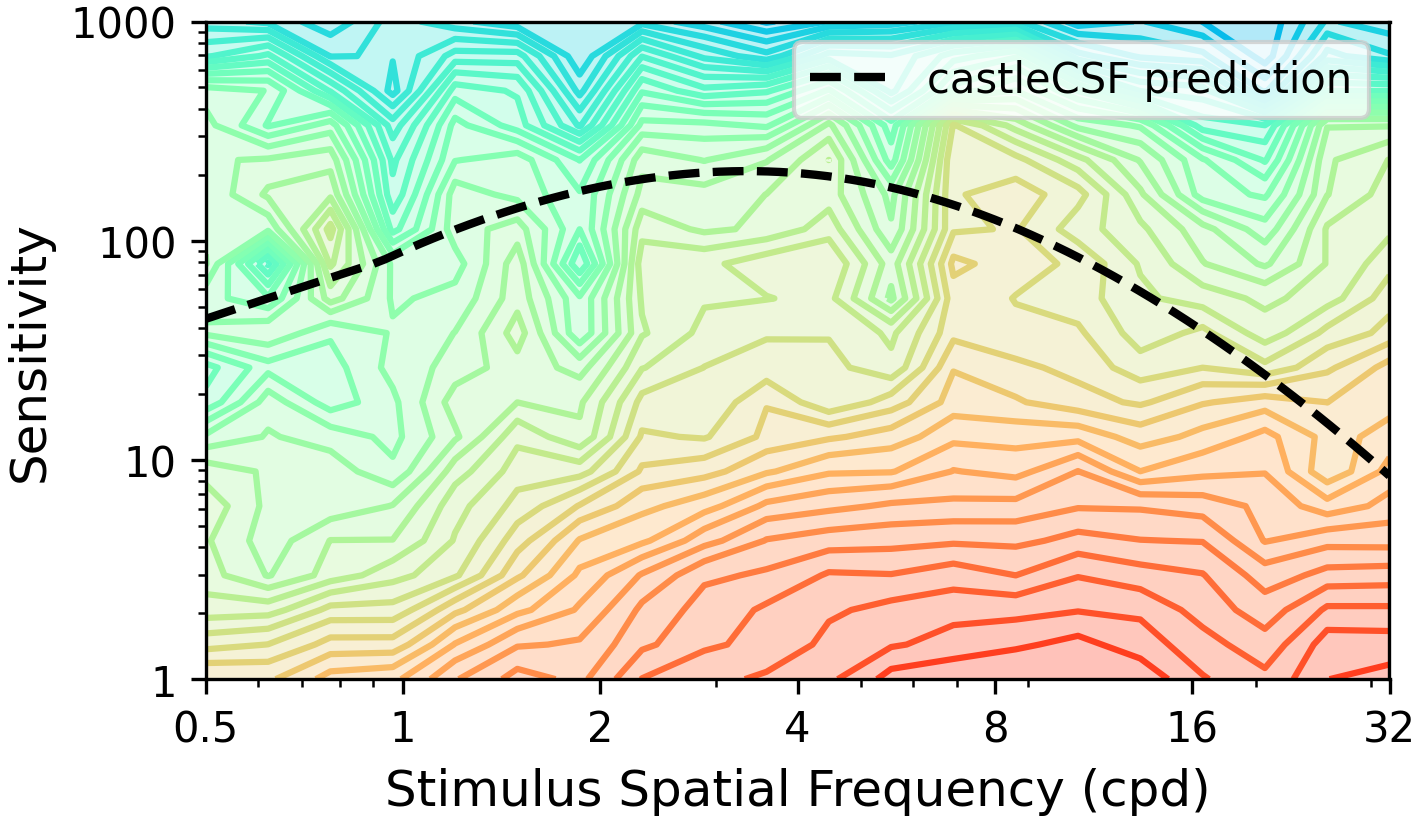 1000
100
10
1
Sensitivity
castleCSF prediction
0.5 1 2 4 8 16 32
Stimulus Spatial Frequency (cpd)